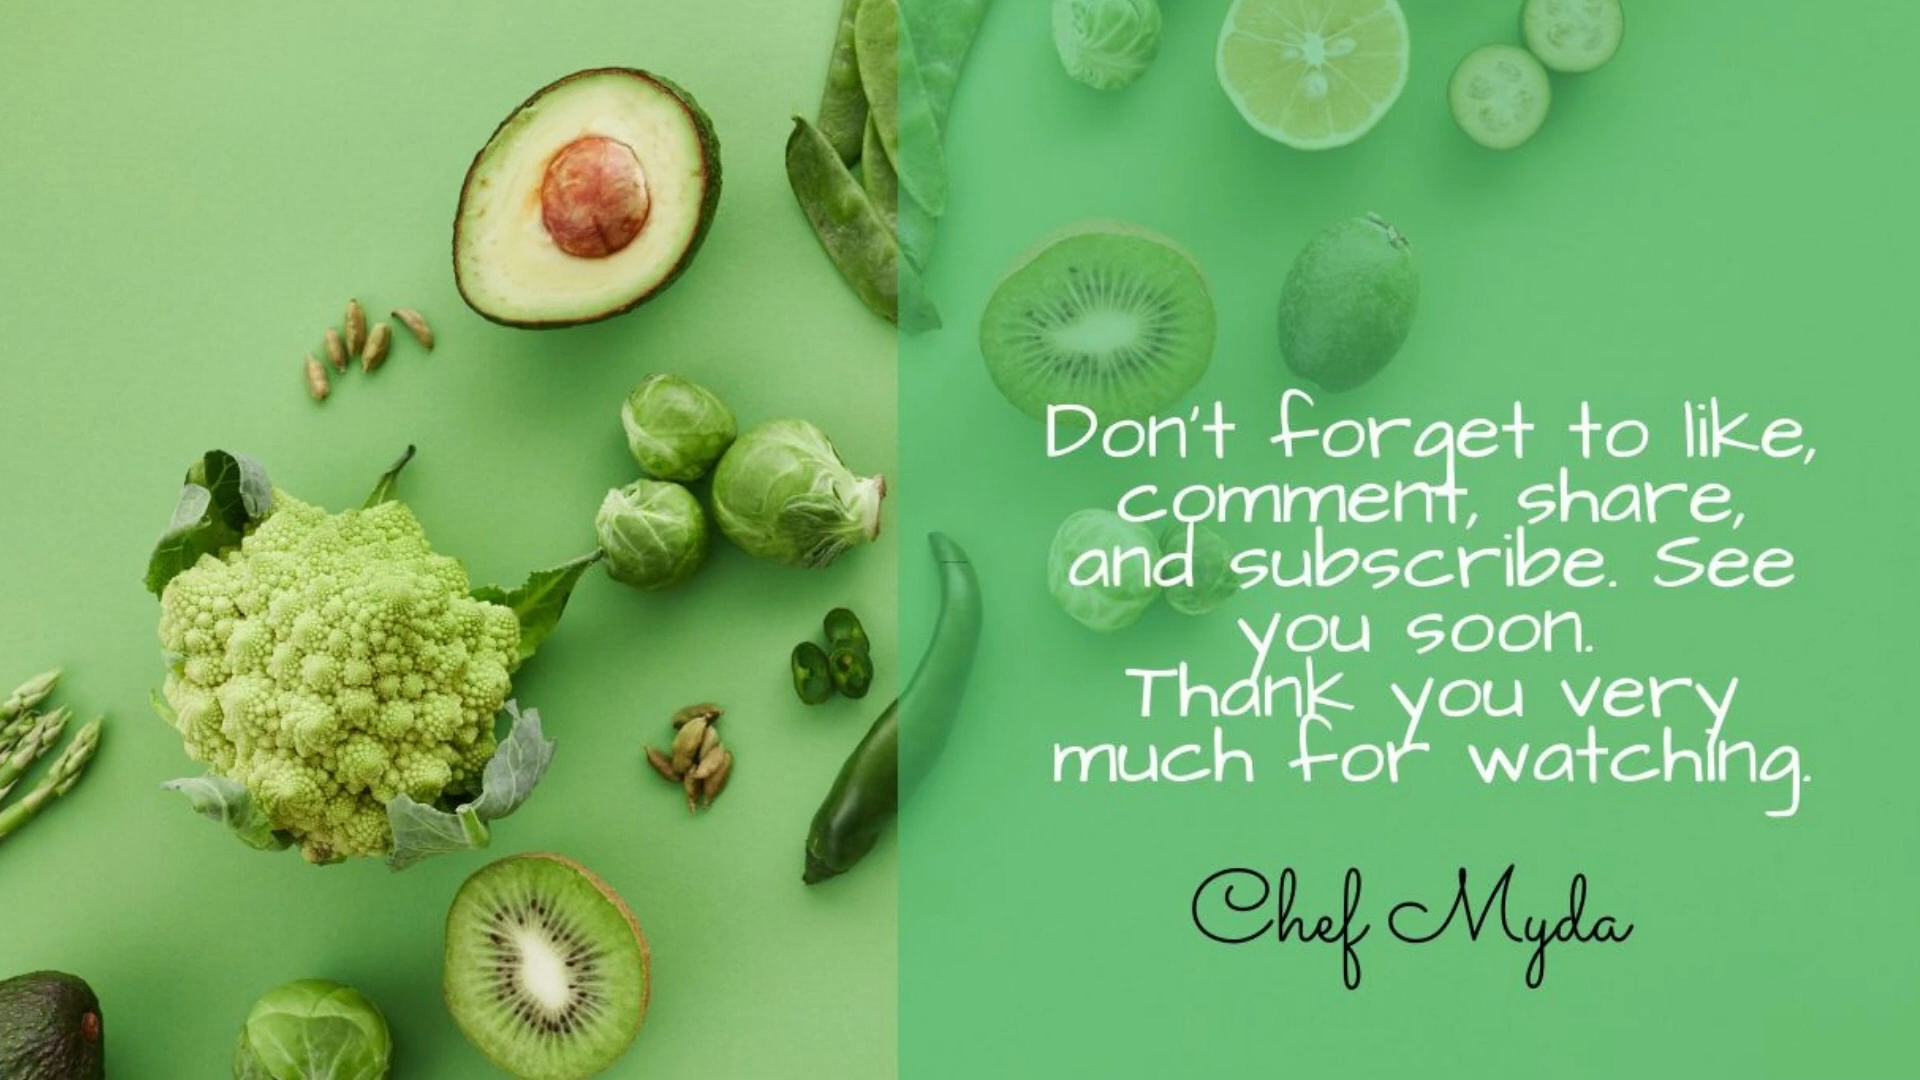 Don't forget to like,
comment, share,
and subscribe. See
you soon.
Thank you very
much for watching.
Chef Myda